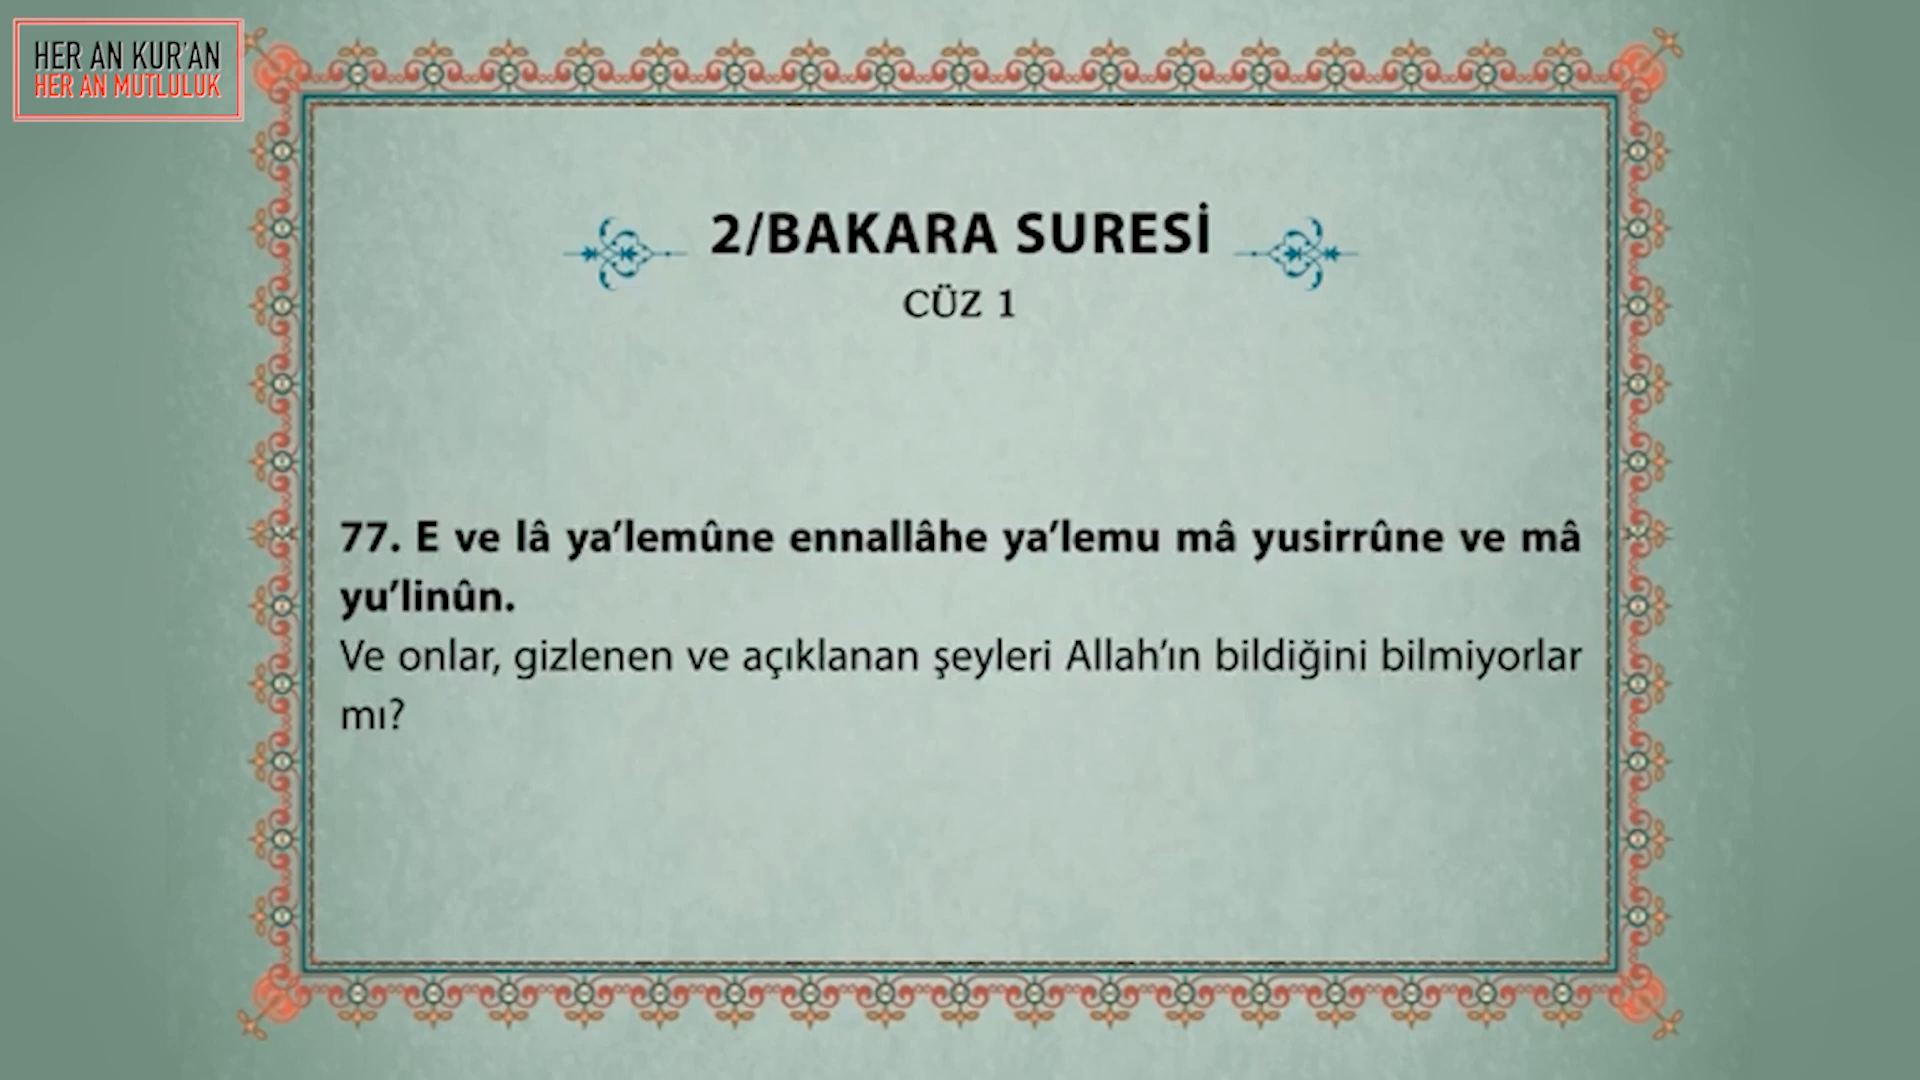 HER AN KUR'AN
HER AN MUTLULUK
2/BAKARA SURESİ
CÜZ 1
77. E ve lâ ya’lemûne ennallâhe ya’lemu mâ yusirrûne ve mâ
yu’linûn.
Ve onlar, gizlenen ve açıklanan şeyleri Allah’ın bildiğini bilmiyorlar
mı?